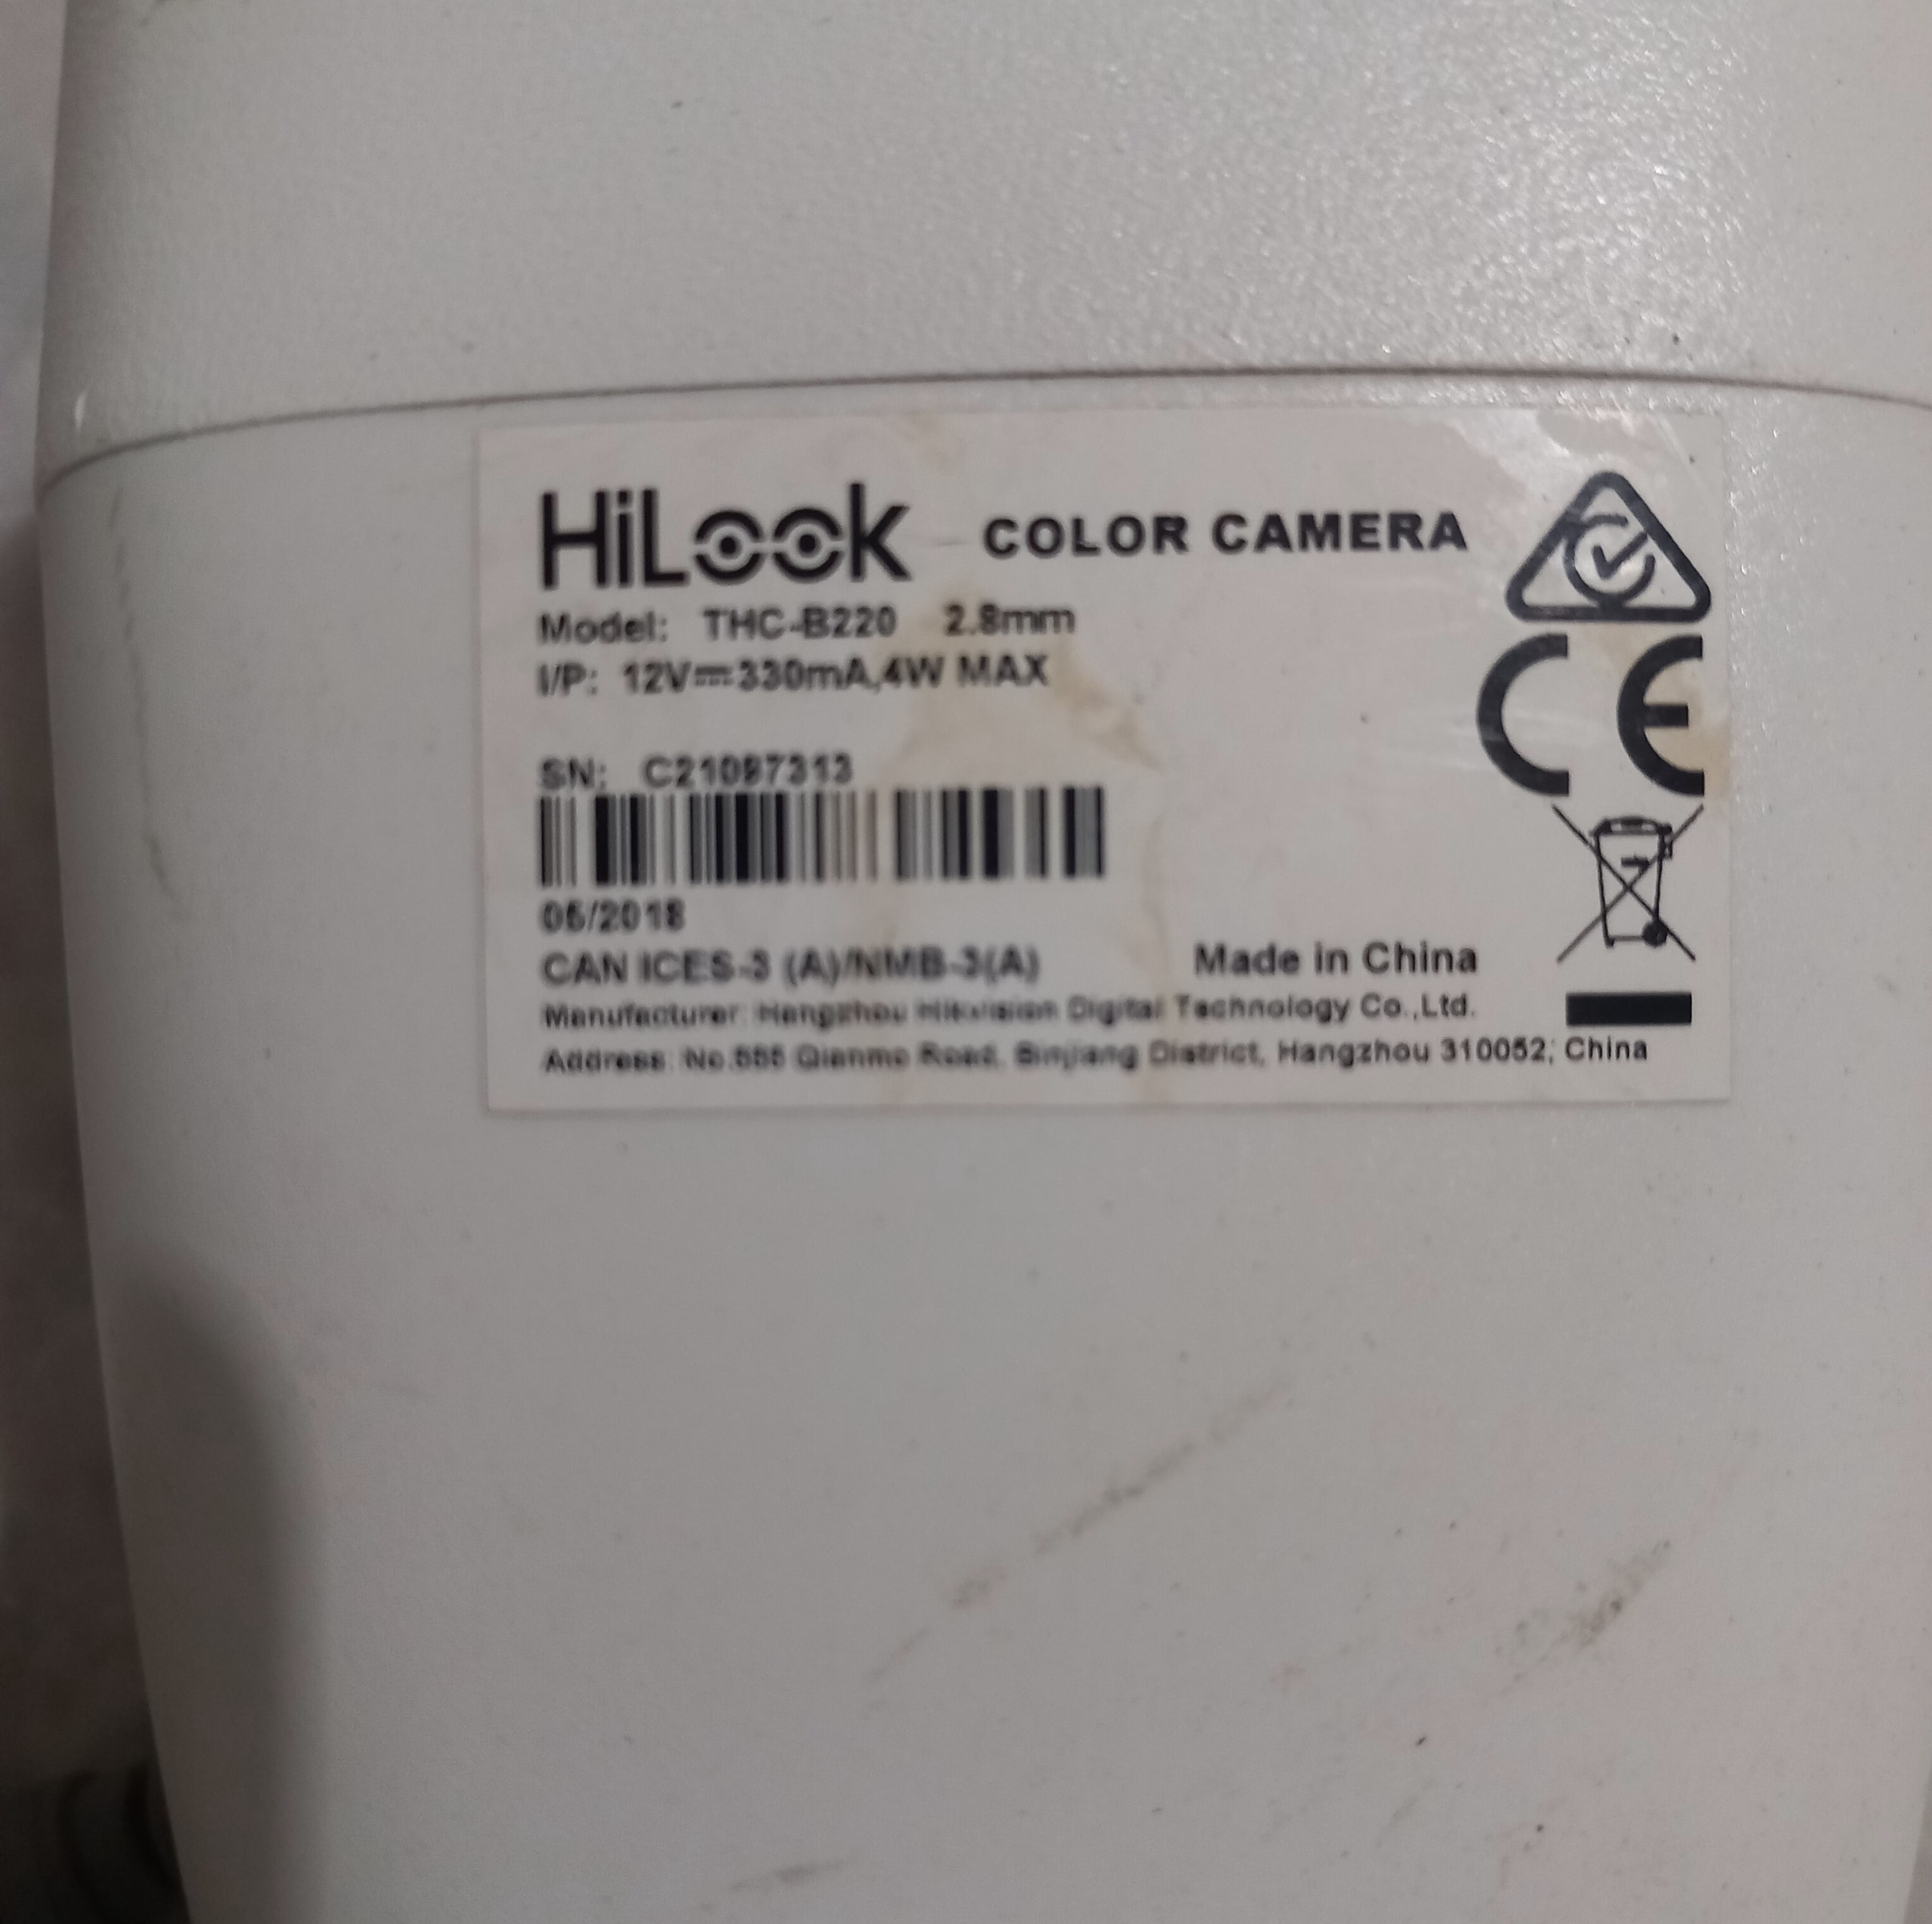 HiLook COLOR CAMERA
Model: THC-B220 2.8mm
I/P: 12V⎓330mA,4W MAX
SN: C21097313
05/2018
CAN ICES-3 (A)/NMB-3(A) Made in China
Manufacturer: Hangzhou Hikvision Digital Technology Co.,Ltd.
Address: No.555 Qianmo Road, Binjiang District, Hangzhou 310052; China
CE